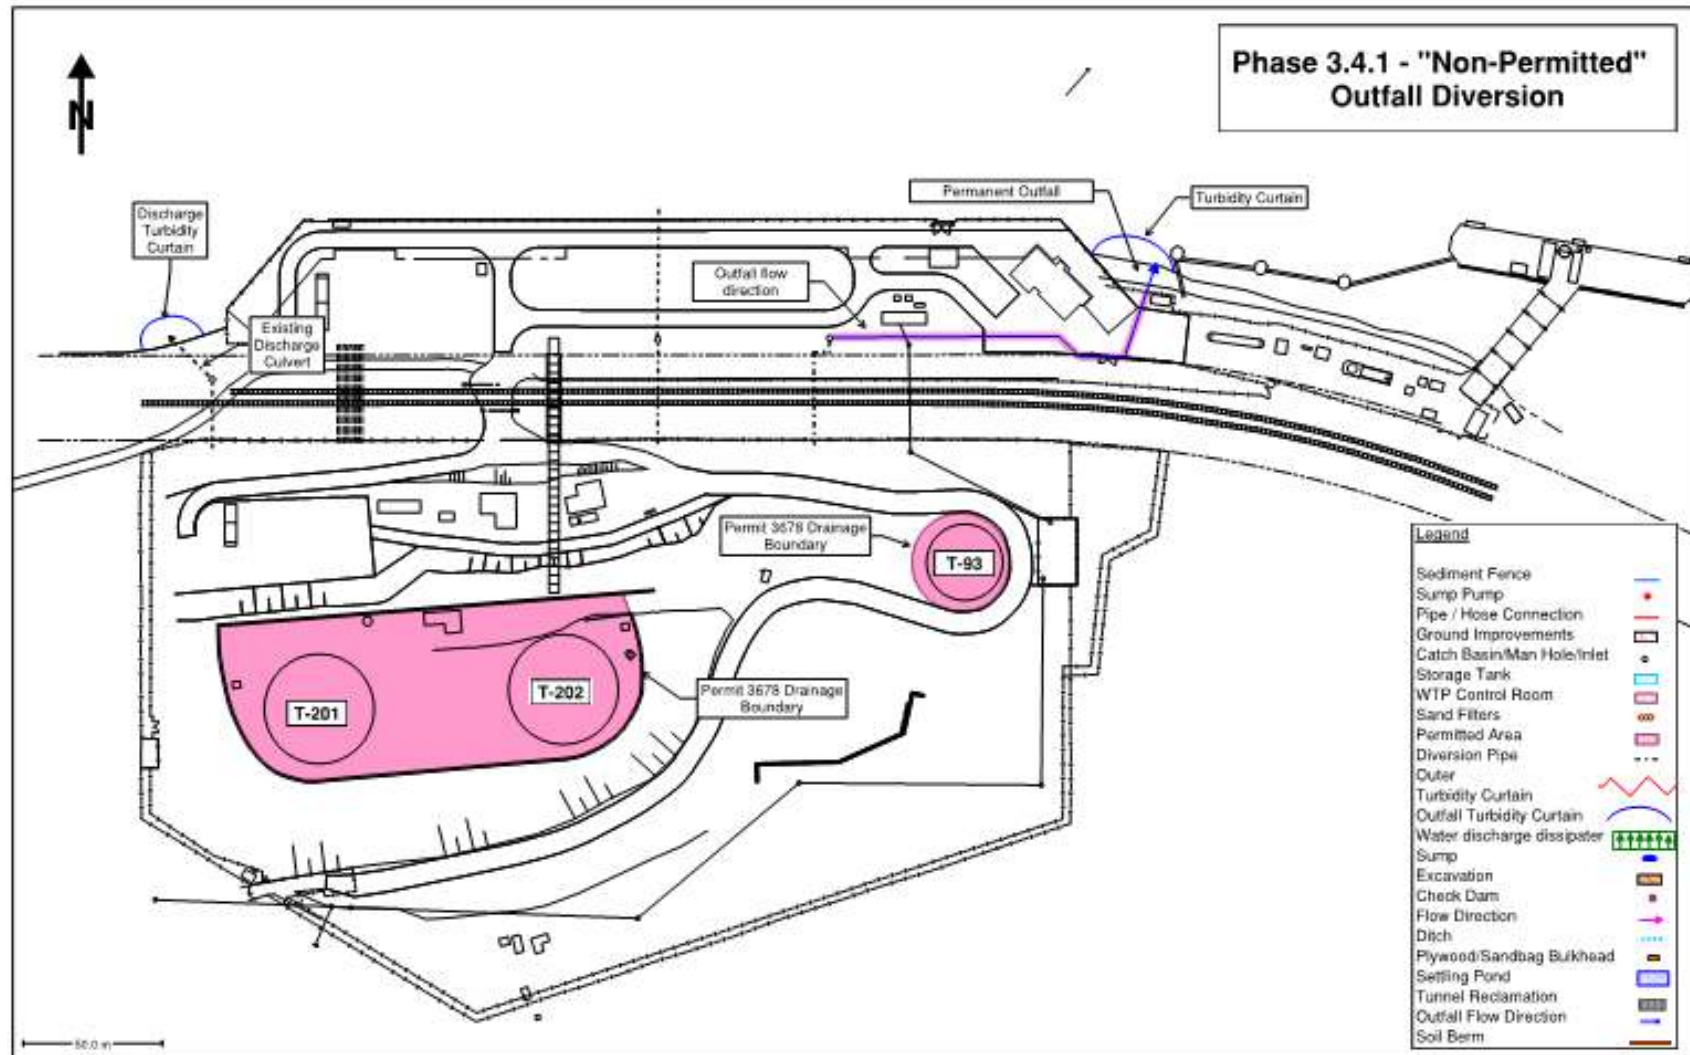 Phase 3.4.1 - "Non-Permitted"
Outfall Diversion
N
Permanent Outfall
Turbidity Curtain
Discharge
Turbidity
Curtain
Outfall flow
direction
Existing
Discharge
Culvert
Permit 3678 Drainage
Boundary
T-93
T-202
T-201
Permit 3678 Drainage
Boundary
Legend
Sediment Fence
Sump Pump
Pipe / Hose Connection
Ground Improvements
Catch Basin/Man Hole/Inlet
Storage Tank
WTP Control Room
Sand Filters
Permitted Area
Diversion Pipe
Outer
Turbidity Curtain
Outfall Turbidity Curtain
Water discharge dissipater
Sump
Excavation
Check Dam
Flow Direction
Ditch
Plywood/Sandbag Bulkhead
Settling Pond
Tunnel Reclamation
Outfall Flow Direction
Soil Berm
50.0 m